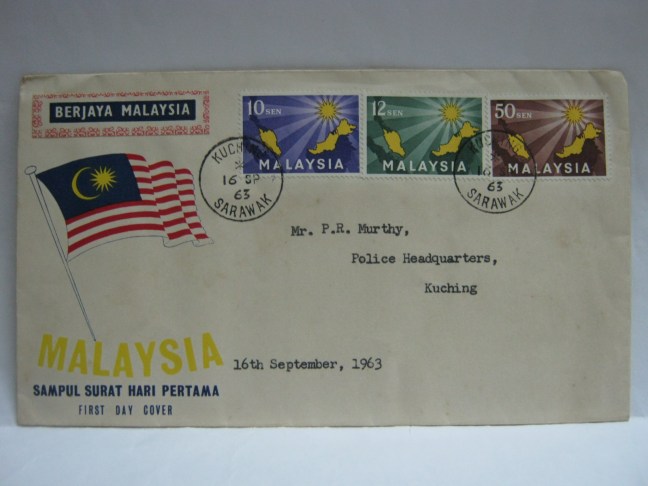 BERJAYA MALAYSIA
10 SEN
MALAYSIA
12 SEN
MALAYSIA
50 SEN
MALAYSIA
16 SP
63
SARAWAK
63
SARAWAK
Mr. P.R. Murthy,
Police Headquarters,
Kuching
16th September, 1963
MALAYSIA
SAMPUL SURAT HARI PERTAMA
FIRST DAY COVER